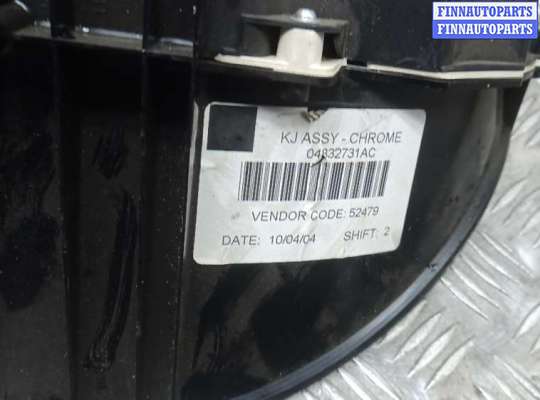 FINNAUTOPARTS
FINNAUTOPARTS
KJ ASSY - CHROME
04832731AC
VENDOR CODE: 52479
DATE: 10/04/04 SHIFT: 2